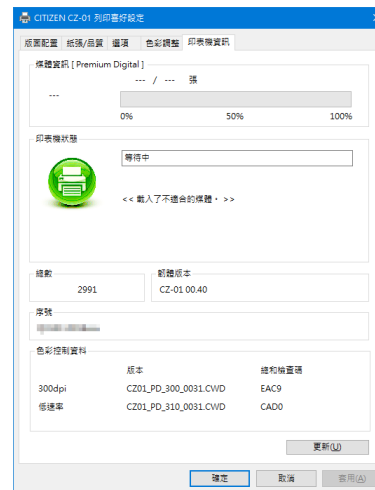 CITIZEN CZ-01 列印喜好設定
版面配置 紙張/品質 選項 色彩調整 印表機資訊
媒體資訊 [ Premium Digital ]
--- / --- 張
---
0% 50% 100%
印表機狀態
等待中
<< 載入了不適合的媒體。 >>
總數 韌體版本
2991 CZ-01 00.40
序號
色彩控制資料
版本 總和檢查碼
300dpi CZ01_PD_300_0031.CWD EAC9
低速率 CZ01_PD_310_0031.CWD CAD0
更新(U)
確定 取消 套用(A)